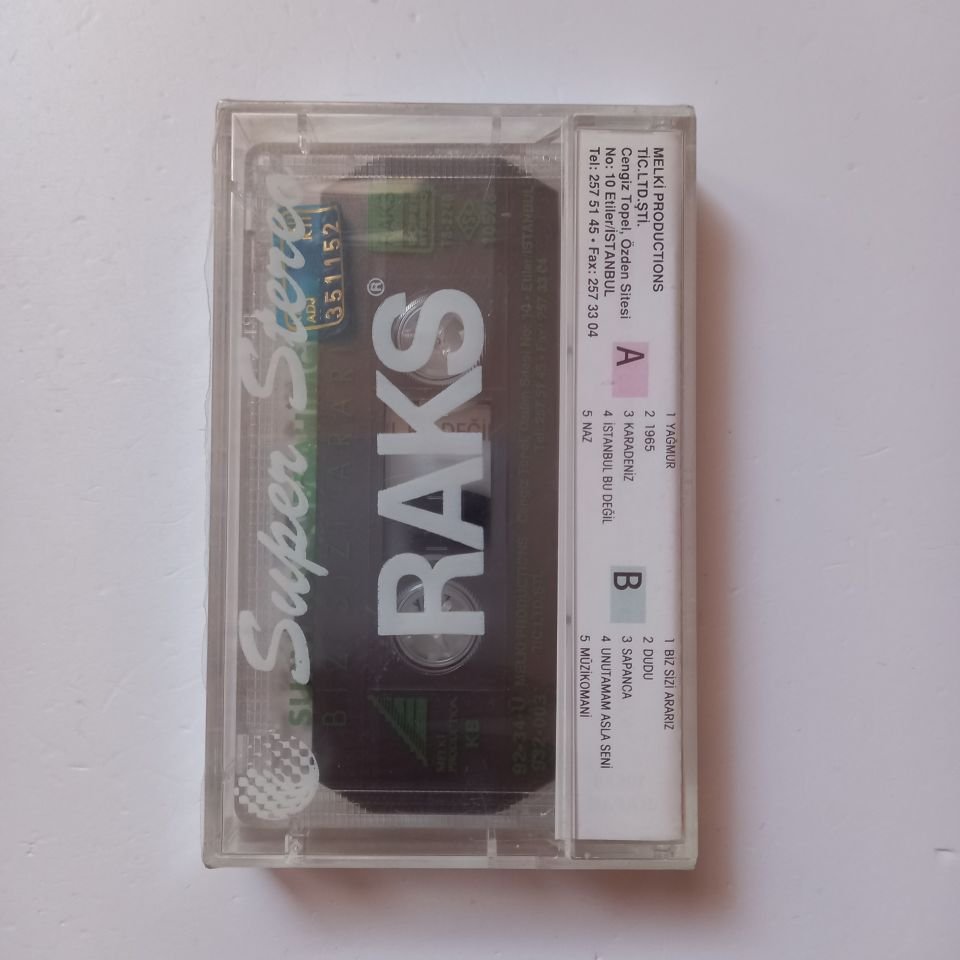 MELKİ PRODUCTIONS
TİC.LTD.ŞTİ.
Cengiz Topel, Özden Sitesi
No: 10 Etiler/İSTANBUL
Tel: 257 51 45 • Fax: 257 33 04
A
1 YAĞMUR
2 1965
3 KARADENİZ
4 İSTANBUL BU DEĞİL
5 NAZ
B
1 BİZ SİZİ ARARIZ
2 DUDU
3 SAPANCA
4 UNUTAMAM ASLA SENİ
5 MÜZİKOMANİ
RAKS®
Super Stereo
3511523